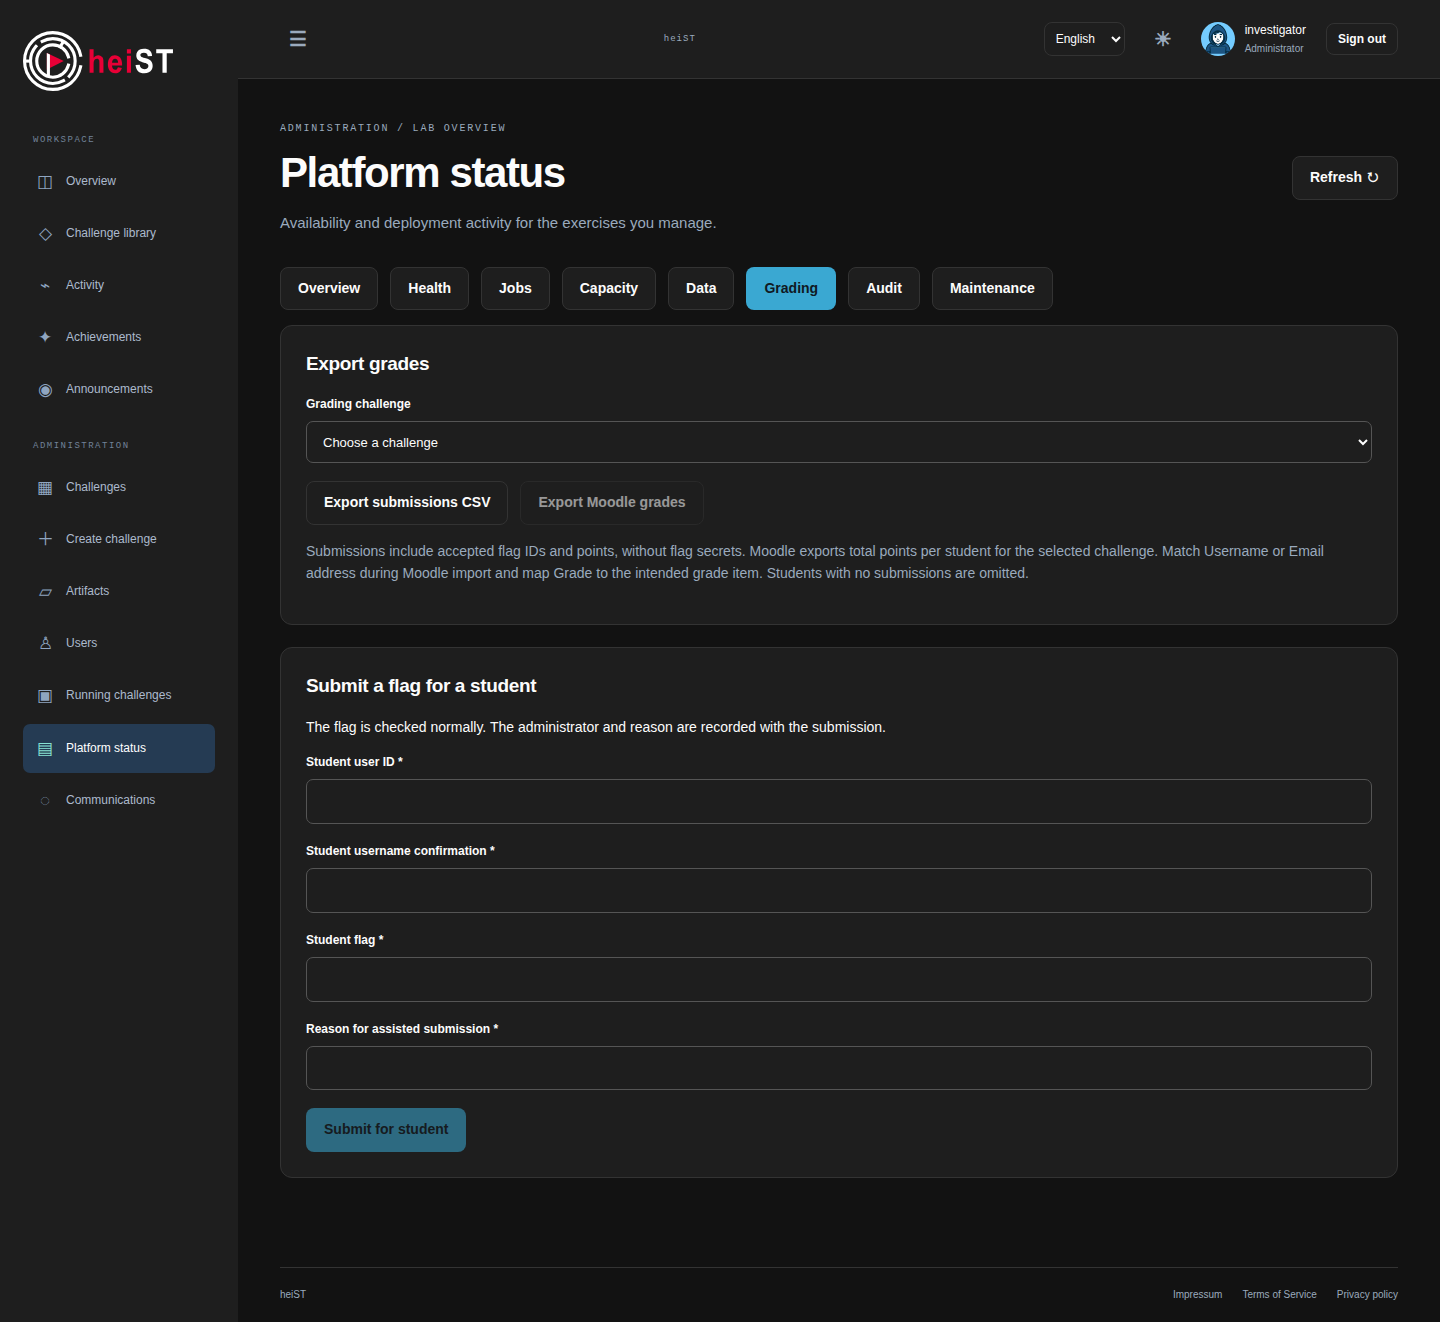 heiST
heiST
English
investigator
Administrator
Sign out
WORKSPACE
Overview
Challenge library
Activity
Achievements
Announcements
ADMINISTRATION
Challenges
Create challenge
Artifacts
Users
Running challenges
Platform status
Communications
ADMINISTRATION / LAB OVERVIEW
Platform status
Refresh ↻
Availability and deployment activity for the exercises you manage.
Overview
Health
Jobs
Capacity
Data
Grading
Audit
Maintenance
Export grades
Grading challenge
Choose a challenge
Export submissions CSV
Export Moodle grades
Submissions include accepted flag IDs and points, without flag secrets. Moodle exports total points per student for the selected challenge. Match Username or Email
address during Moodle import and map Grade to the intended grade item. Students with no submissions are omitted.
Submit a flag for a student
The flag is checked normally. The administrator and reason are recorded with the submission.
Student user ID *
Student username confirmation *
Student flag *
Reason for assisted submission *
Submit for student
heiST
Impressum
Terms of Service
Privacy policy